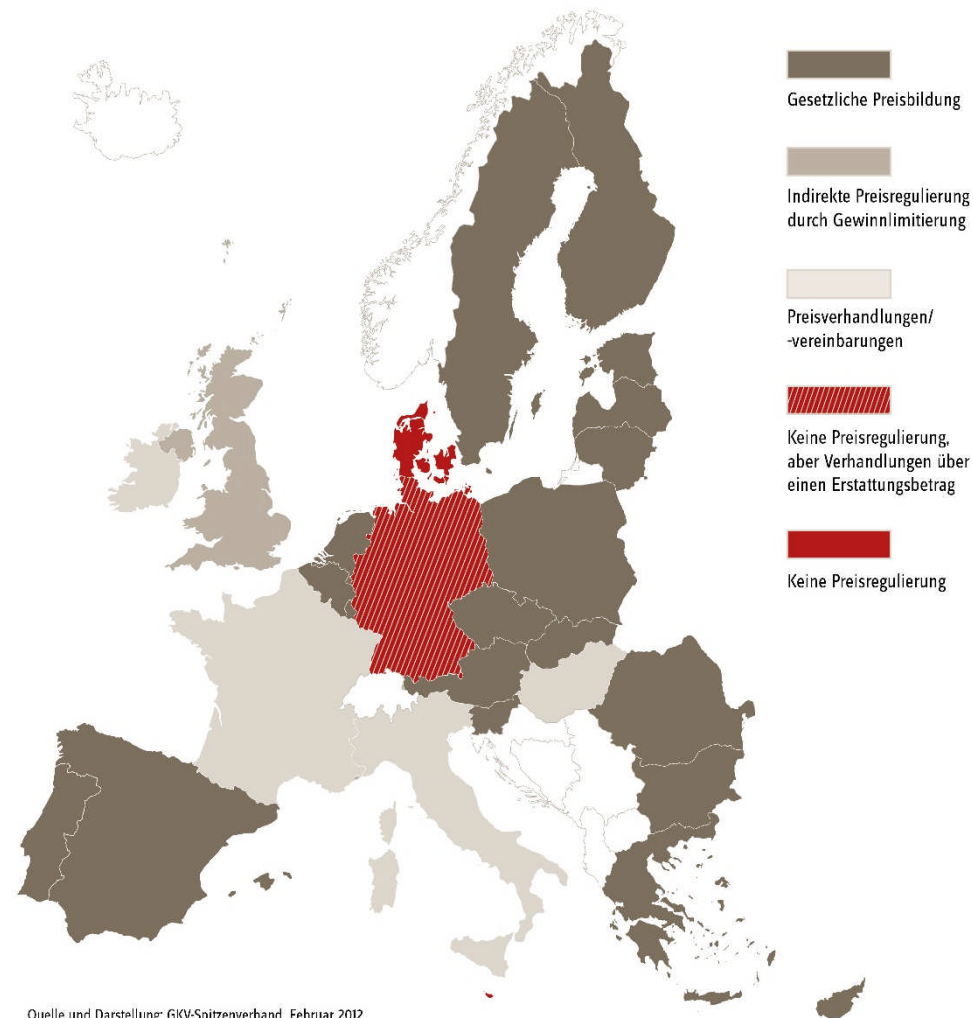 Gesetzliche Preisbildung
Indirekte Preisregulierung
durch Gewinnlimitierung
Preisverhandlungen/
-vereinbarungen
Keine Preisregulierung,
aber Verhandlungen über
einen Erstattungsbetrag
Keine Preisregulierung
Quelle und Darstellung: GKV-Spitzenverband, Februar 2012